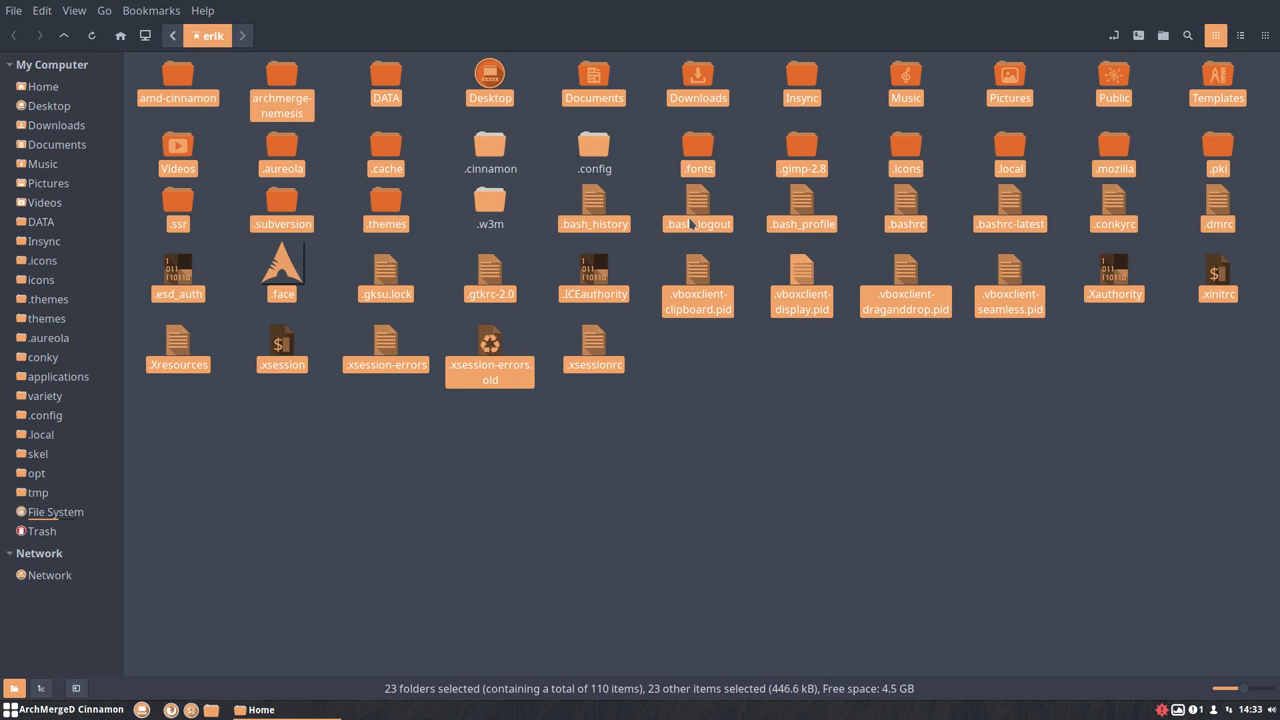 File Edit View Go Bookmarks Help
erik
My Computer
Home
Desktop
Downloads
Documents
Music
Pictures
Videos
DATA
Insync
.icons
icons
.themes
themes
.aureola
conky
applications
variety
.config
.local
skel
opt
tmp
File System
Trash
Network
Network
amd-cinnamon
archmerge-
nemesis
DATA
Desktop
Documents
Downloads
Insync
Music
Pictures
Public
Templates
Videos
.aureola
.cache
.cinnamon
.config
.fonts
.gimp-2.8
.icons
.local
.mozilla
.pki
.ssr
.subversion
.themes
.w3m
.bash_history
.bash_logout
.bash_profile
.bashrc
.bashrc-latest
.conkyrc
.dmrc
.esd_auth
.face
.gksu.lock
.gtkrc-2.0
.ICEauthority
.vboxclient-
clipboard.pid
.vboxclient-
display.pid
.vboxclient-
draganddrop.pid
.vboxclient-
seamless.pid
.Xauthority
.xinitrc
.Xresources
.xsession
.xsession-errors
.xsession-errors.
old
.xsessionrc
23 folders selected (containing a total of 110 items), 23 other items selected (446.6 kB), Free space: 4.5 GB
ArchMergeD Cinnamon
Home
1
14:33